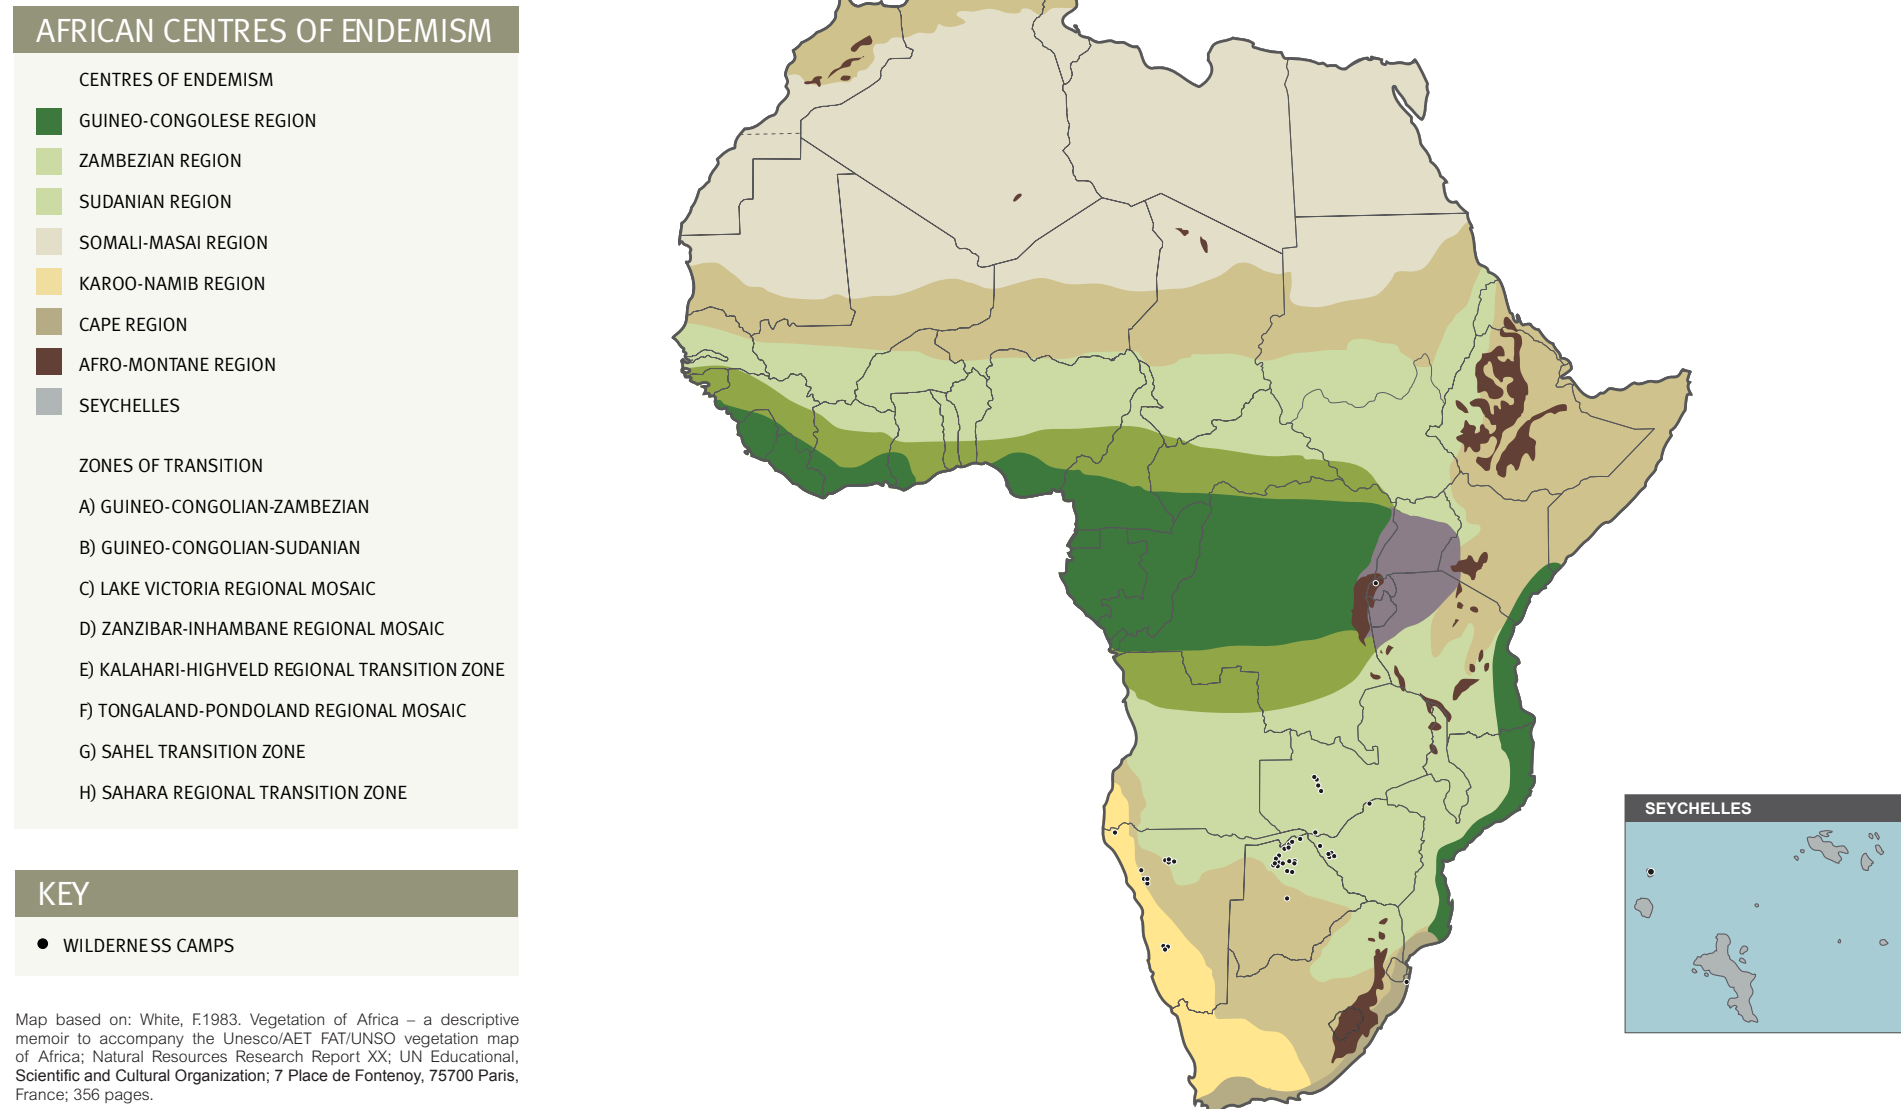 AFRICAN CENTRES OF ENDEMISM
CENTRES OF ENDEMISM
GUINEO-CONGOLESE REGION
ZAMBEZIAN REGION
SUDANIAN REGION
SOMALI-MASAI REGION
KAROO-NAMIB REGION
CAPE REGION
AFRO-MONTANE REGION
SEYCHELLES
ZONES OF TRANSITION
A) GUINEO-CONGOLIAN-ZAMBEZIAN
B) GUINEO-CONGOLIAN-SUDANIAN
C) LAKE VICTORIA REGIONAL MOSAIC
D) ZANZIBAR-INHAMBANE REGIONAL MOSAIC
E) KALAHARI-HIGHVELD REGIONAL TRANSITION ZONE
F) TONGALAND-PONDOLAND REGIONAL MOSAIC
G) SAHEL TRANSITION ZONE
H) SAHARA REGIONAL TRANSITION ZONE
KEY
WILDERNESS CAMPS
Map based on: White, F.1983. Vegetation of Africa – a descriptive
memoir to accompany the Unesco/AET FAT/UNSO vegetation map
of Africa; Natural Resources Research Report XX; UN Educational,
Scientific and Cultural Organization; 7 Place de Fontenoy, 75700 Paris,
France; 356 pages.
SEYCHELLES